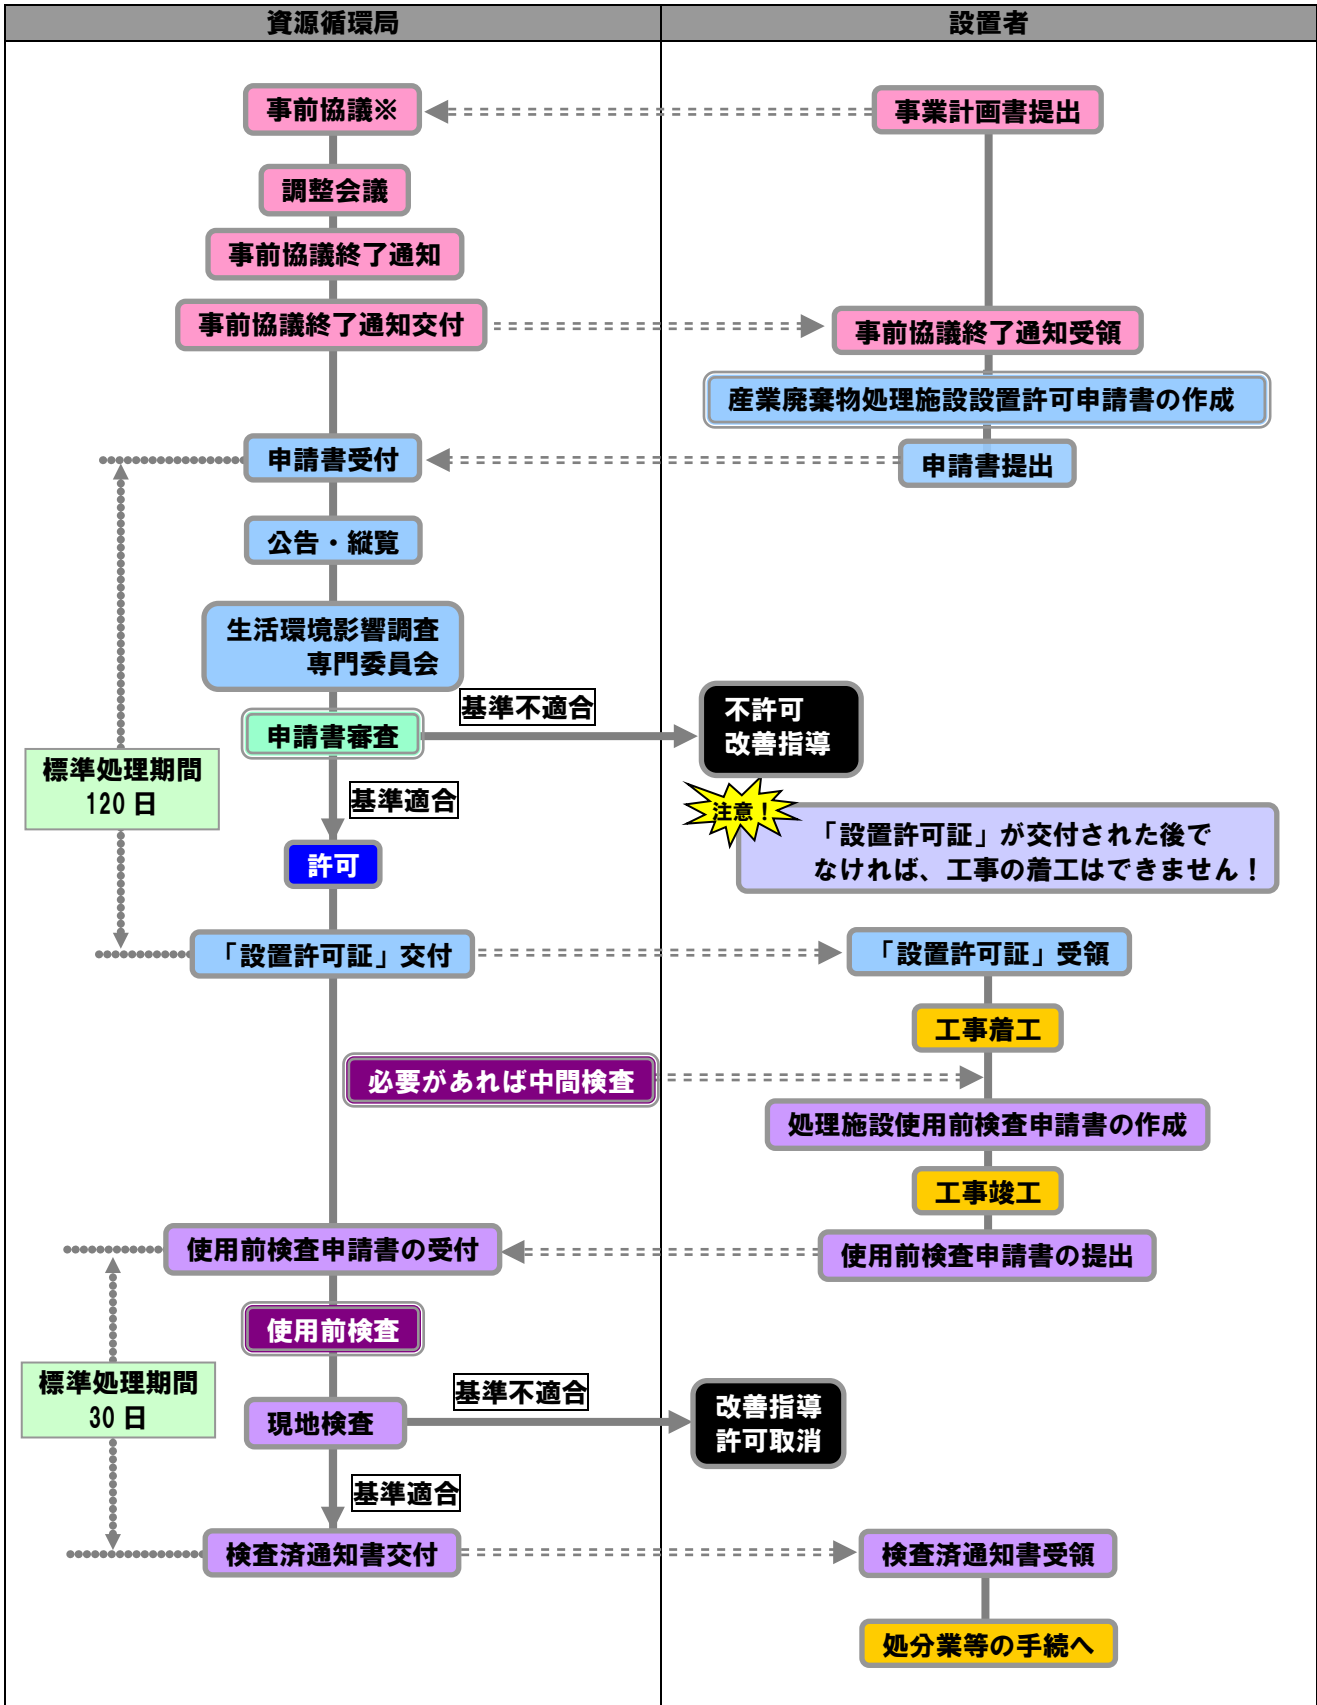 資源循環局
設置者
事前協議※
事業計画書提出
調整会議
事前協議終了通知
事前協議終了通知交付
事前協議終了通知受領
産業廃棄物処理施設設置許可申請書の作成
申請書受付
申請書提出
公告・縦覧
生活環境影響調査
専門委員会
基準不適合
申請書審査
不許可
改善指導
標準処理期間
120 日
基準適合
注意！
「設置許可証」が交付された後で
なければ、工事の着工はできません！
許可
「設置許可証」交付
「設置許可証」受領
工事着工
必要があれば中間検査
処理施設使用前検査申請書の作成
工事竣工
使用前検査申請書の受付
使用前検査申請書の提出
使用前検査
標準処理期間
30 日
基準不適合
現地検査
改善指導
許可取消
基準適合
検査済通知書交付
検査済通知書受領
処分業等の手続へ